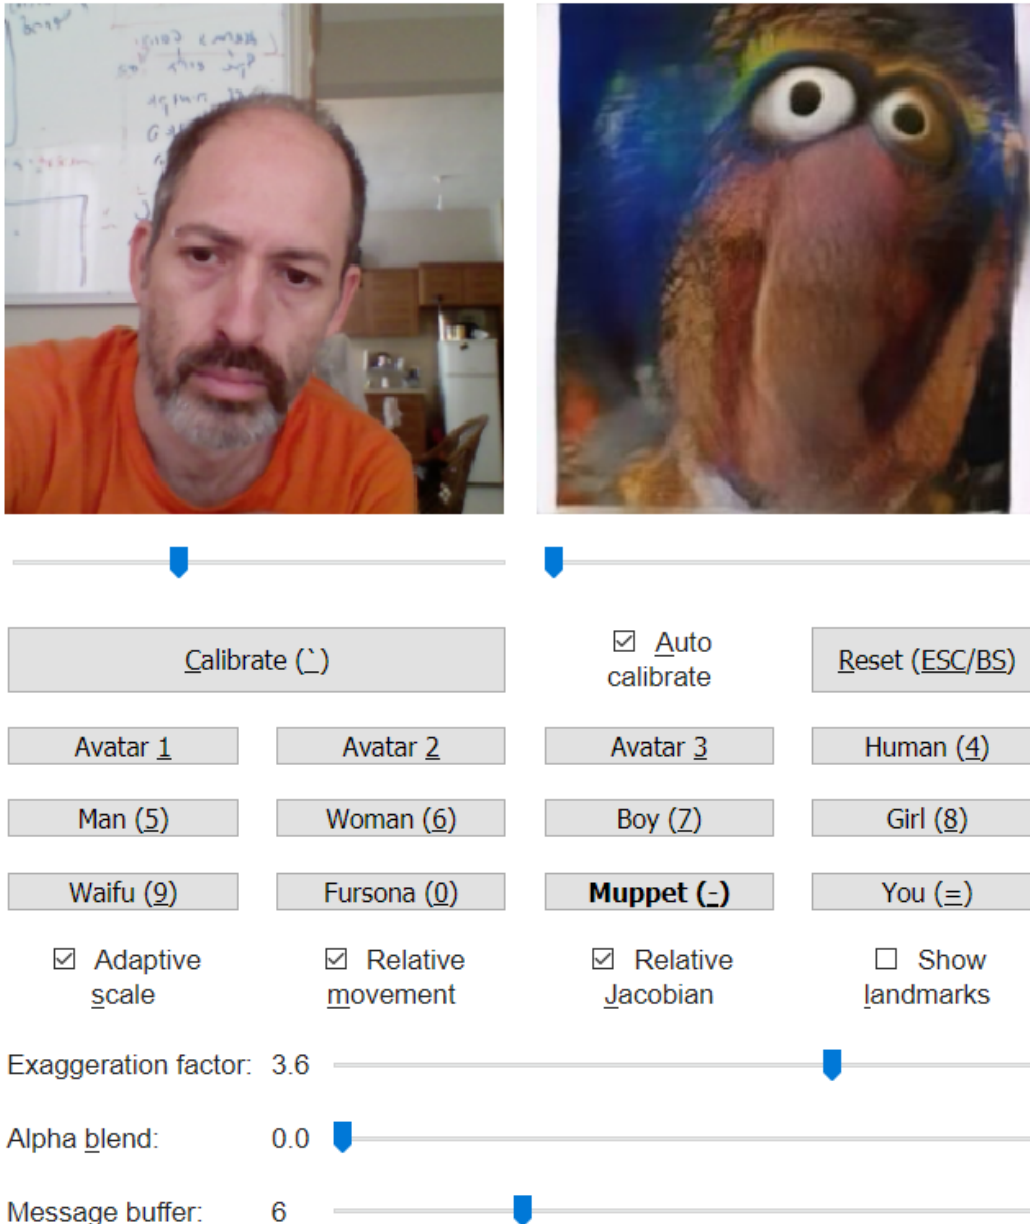 Calibrate (`)
Auto
calibrate
Reset (ESC/BS)
Avatar 1
Avatar 2
Avatar 3
Human (4)
Man (5)
Woman (6)
Boy (7)
Girl (8)
Waifu (9)
Fursona (0)
Muppet (-)
You (=)
Adaptive
scale
Relative
movement
Relative
Jacobian
Show
landmarks
Exaggeration factor: 3.6
Alpha blend: 0.0
Message buffer: 6